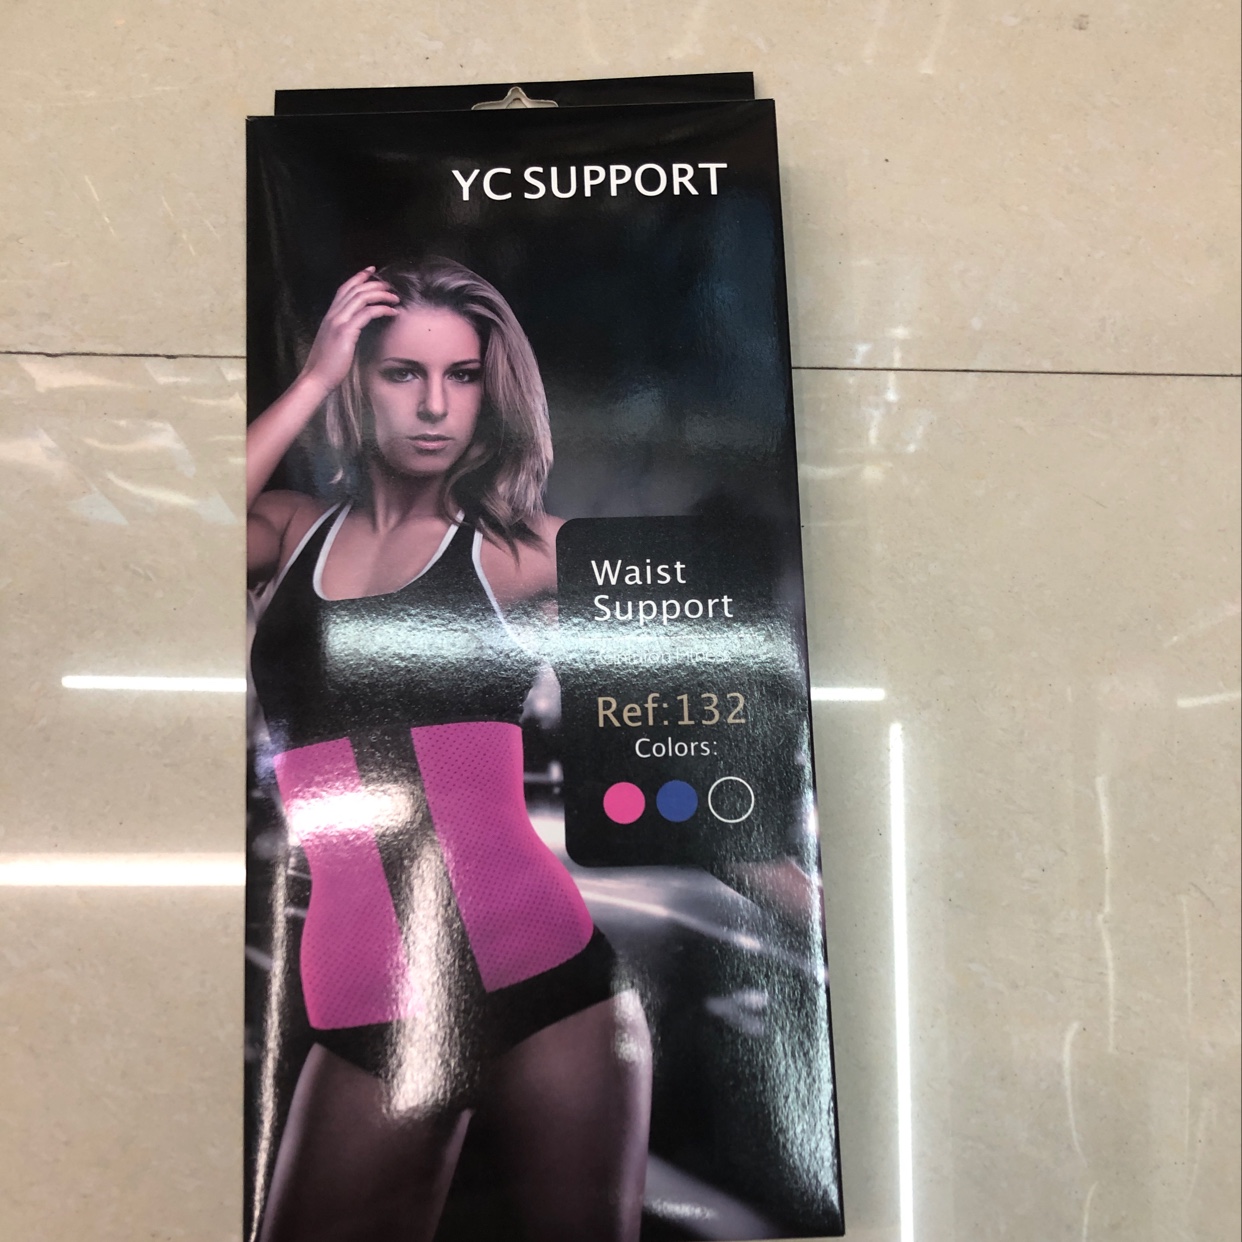 YC SUPPORT
Waist
Support
Ref:132
Colors: